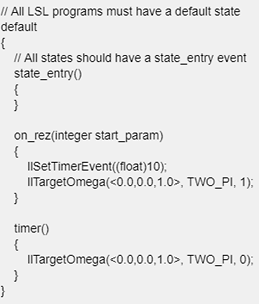 // All LSL programs must have a default state
default
{
// All states should have a state_entry event
state_entry()
{
}
on_rez(integer start_param)
{
llSetTimerEvent((float)10);
llTargetOmega(<0.0,0.0,1.0>, TWO_PI, 1);
}
timer()
{
llTargetOmega(<0.0,0.0,1.0>, TWO_PI, 0);
}
}